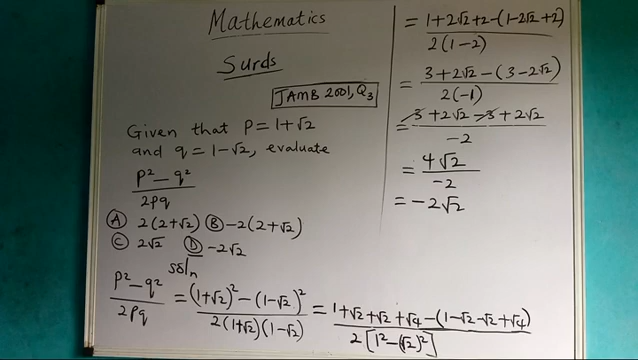 Mathematics
Surds
JAMB 2001, Q3
Given that P = 1+√2
and q = 1-√2, evaluate
P² - q²
2pq
(A) 2(2+√2) (B) -2(2+√2)
(C) 2√2 (D) -2√2
soln
P² - q² / 2pq = (1+√2)² - (1-√2)² / 2(1+√2)(1-√2) = 1+√2+√2+√4 - (1-√2-√2+√4) / 2[1²-(√2)²]
= 1+2√2+2-(1-2√2+2) / 2(1-2)
= 3+2√2-(3-2√2) / 2(-1)
= 3+2√2-3+2√2 / -2
= 4√2 / -2
= -2√2